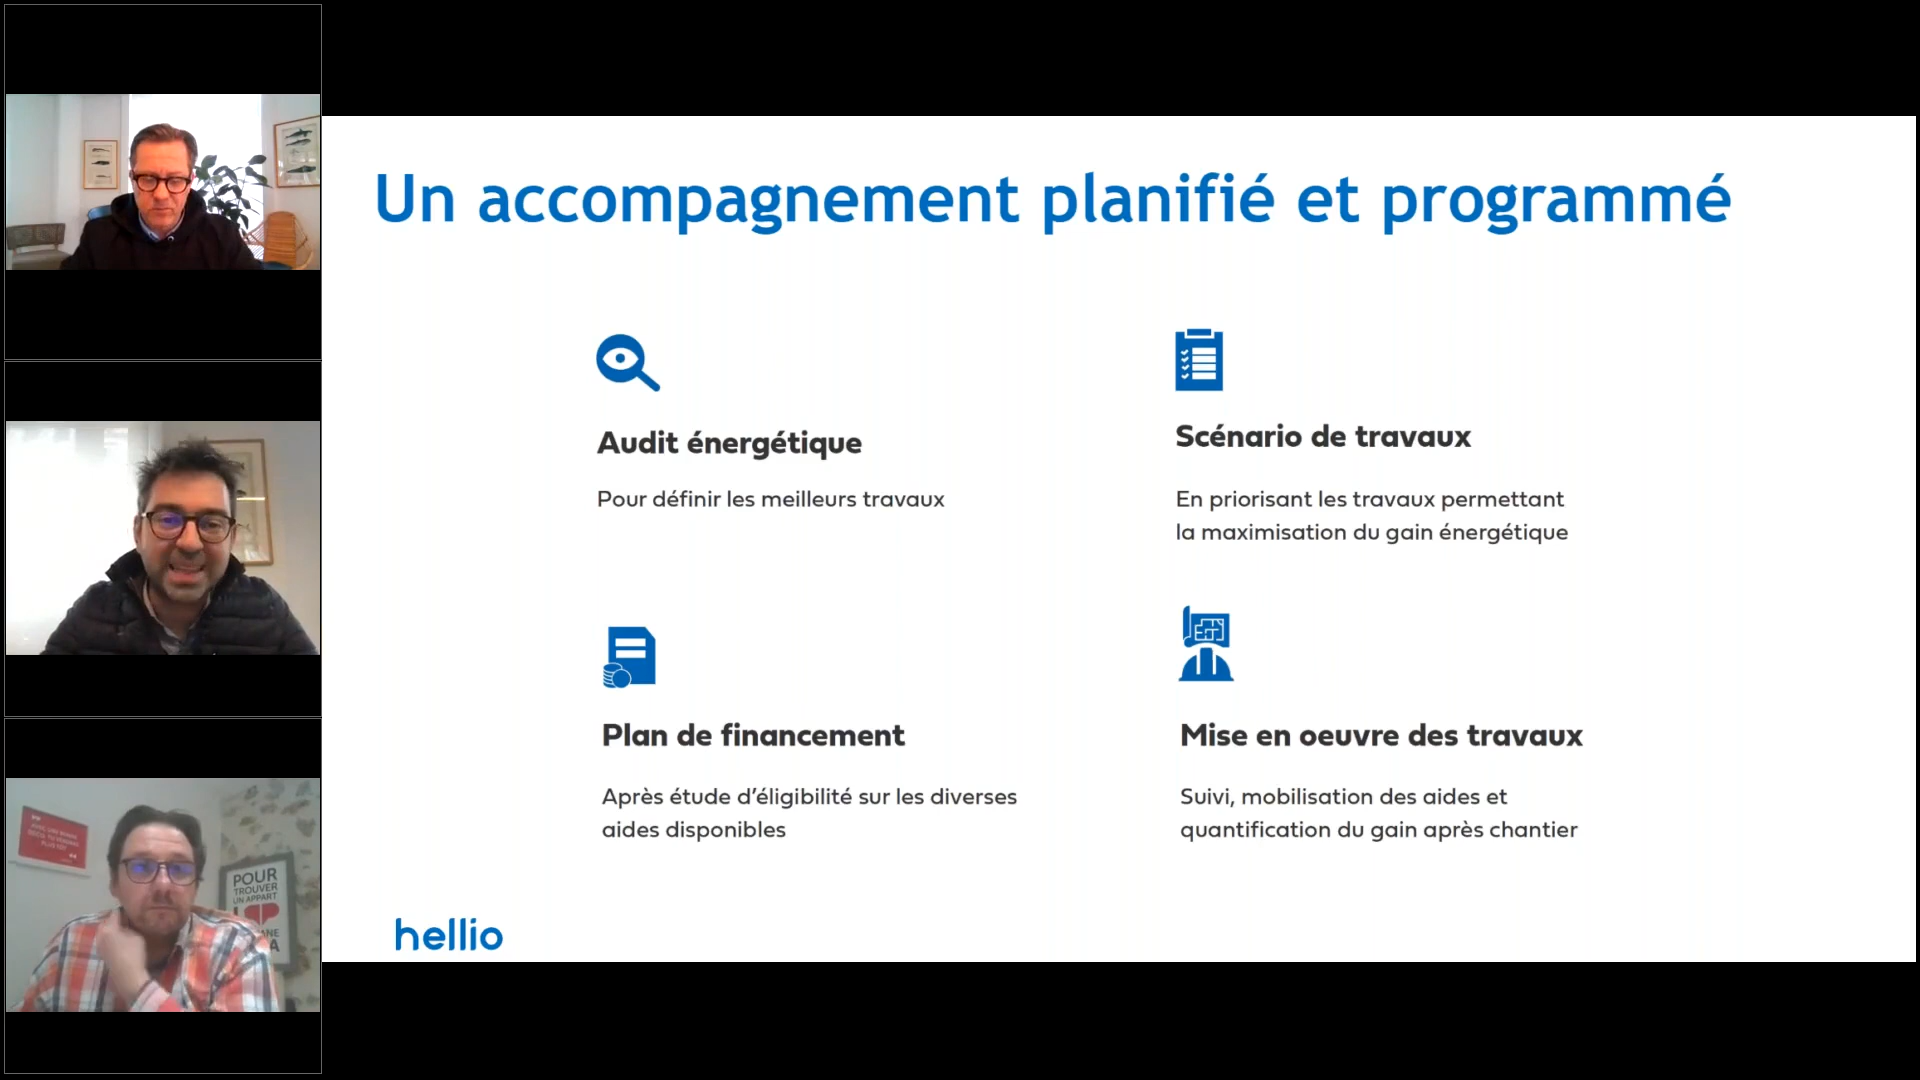 Un accompagnement planifié et programmé
Audit énergétique
Pour définir les meilleurs travaux
Scénario de travaux
En priorisant les travaux permettant
la maximisation du gain énergétique
Plan de financement
Après étude d'éligibilité sur les diverses
aides disponibles
Mise en oeuvre des travaux
Suivi, mobilisation des aides et
quantification du gain après chantier
hellio
POUR
TROUVER
UN APPART